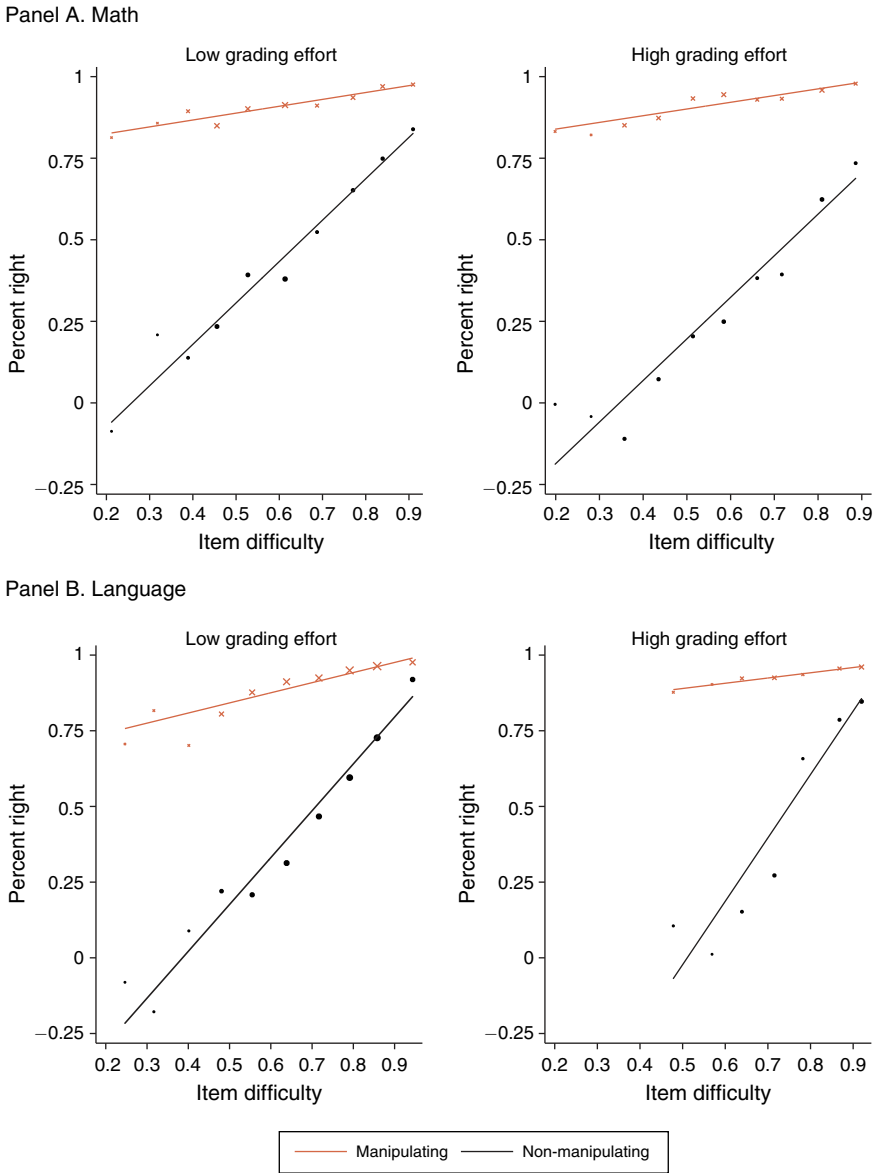 Panel A. Math
Low grading effort
High grading effort
Percent right
1
0.75
0.5
0.25
0
−0.25
0.2 0.3 0.4 0.5 0.6 0.7 0.8 0.9
Item difficulty
Percent right
1
0.75
0.5
0.25
0
−0.25
0.2 0.3 0.4 0.5 0.6 0.7 0.8 0.9
Item difficulty
Panel B. Language
Low grading effort
High grading effort
Percent right
1
0.75
0.5
0.25
0
−0.25
0.2 0.3 0.4 0.5 0.6 0.7 0.8 0.9
Item difficulty
Percent right
1
0.75
0.5
0.25
0
−0.25
0.2 0.3 0.4 0.5 0.6 0.7 0.8 0.9
Item difficulty
Manipulating Non-manipulating